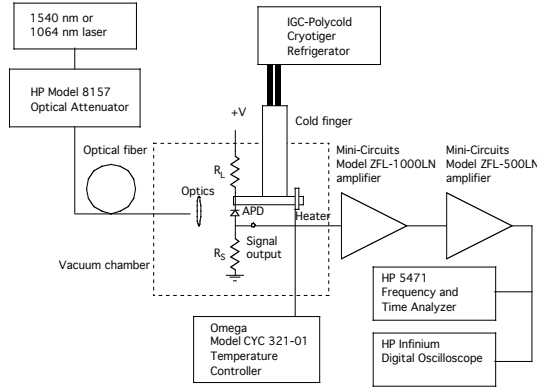 1540 nm or
1064 nm laser
HP Model 8157
Optical Attenuator
Optical fiber
IGC-Polycold
Cryotiger
Refrigerator
+V
Cold finger
R_L
Optics
APD
Heater
Signal
output
R_S
Vacuum chamber
Mini-Circuits
Model ZFL-1000LN
amplifier
Mini-Circuits
Model ZFL-500LN
amplifier
HP 5471
Frequency and
Time Analyzer
HP Infinium
Digital Oscilloscope
Omega
Model CYC 321-01
Temperature
Controller